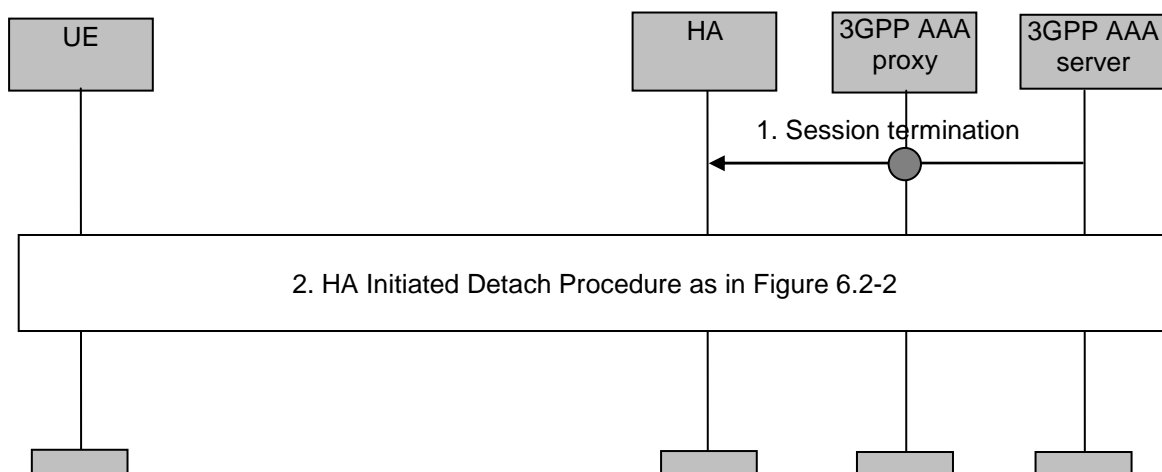 UE
HA
3GPP AAA
proxy
3GPP AAA
server
1. Session termination
2. HA Initiated Detach Procedure as in Figure 6.2-2